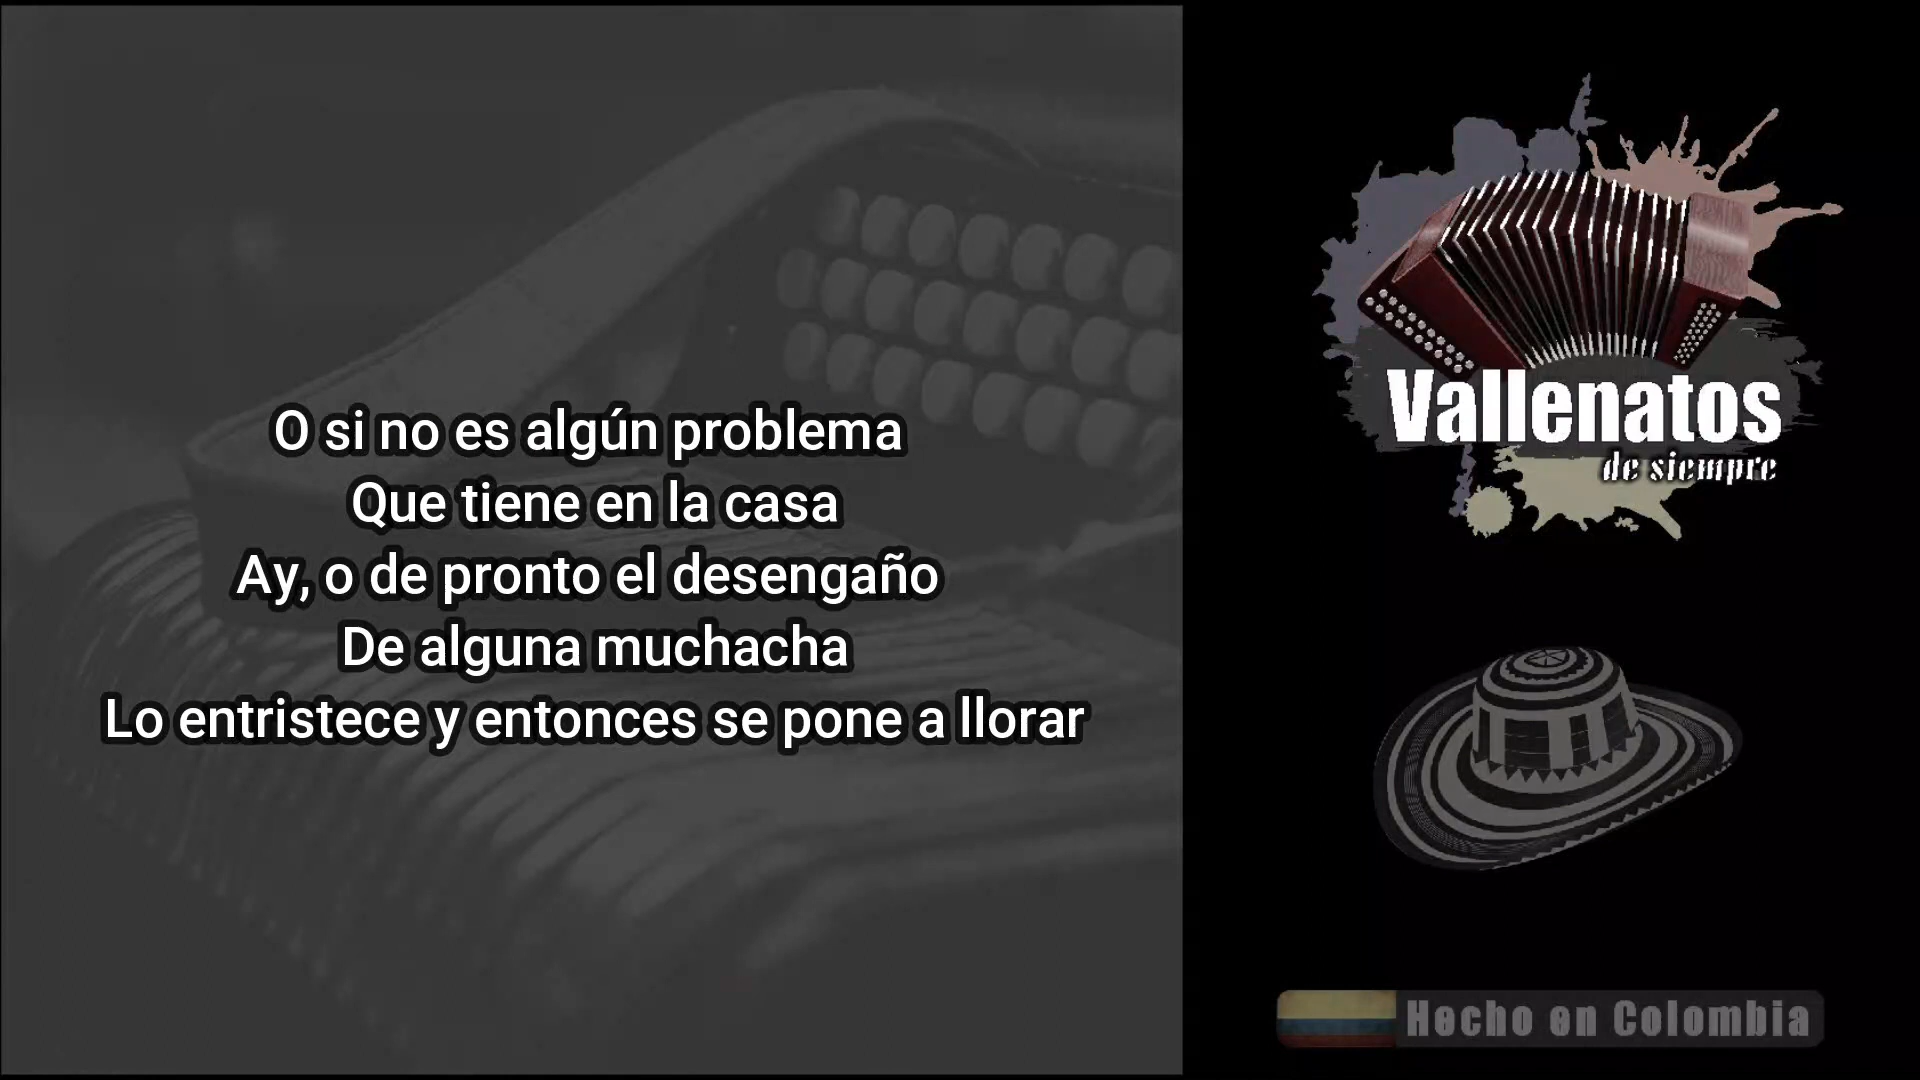 O si no es algún problema
Que tiene en la casa
Ay, o de pronto el desengaño
De alguna muchacha
Lo entristece y entonces se pone a llorar
Vallenatos
de siempre
Hecho en Colombia